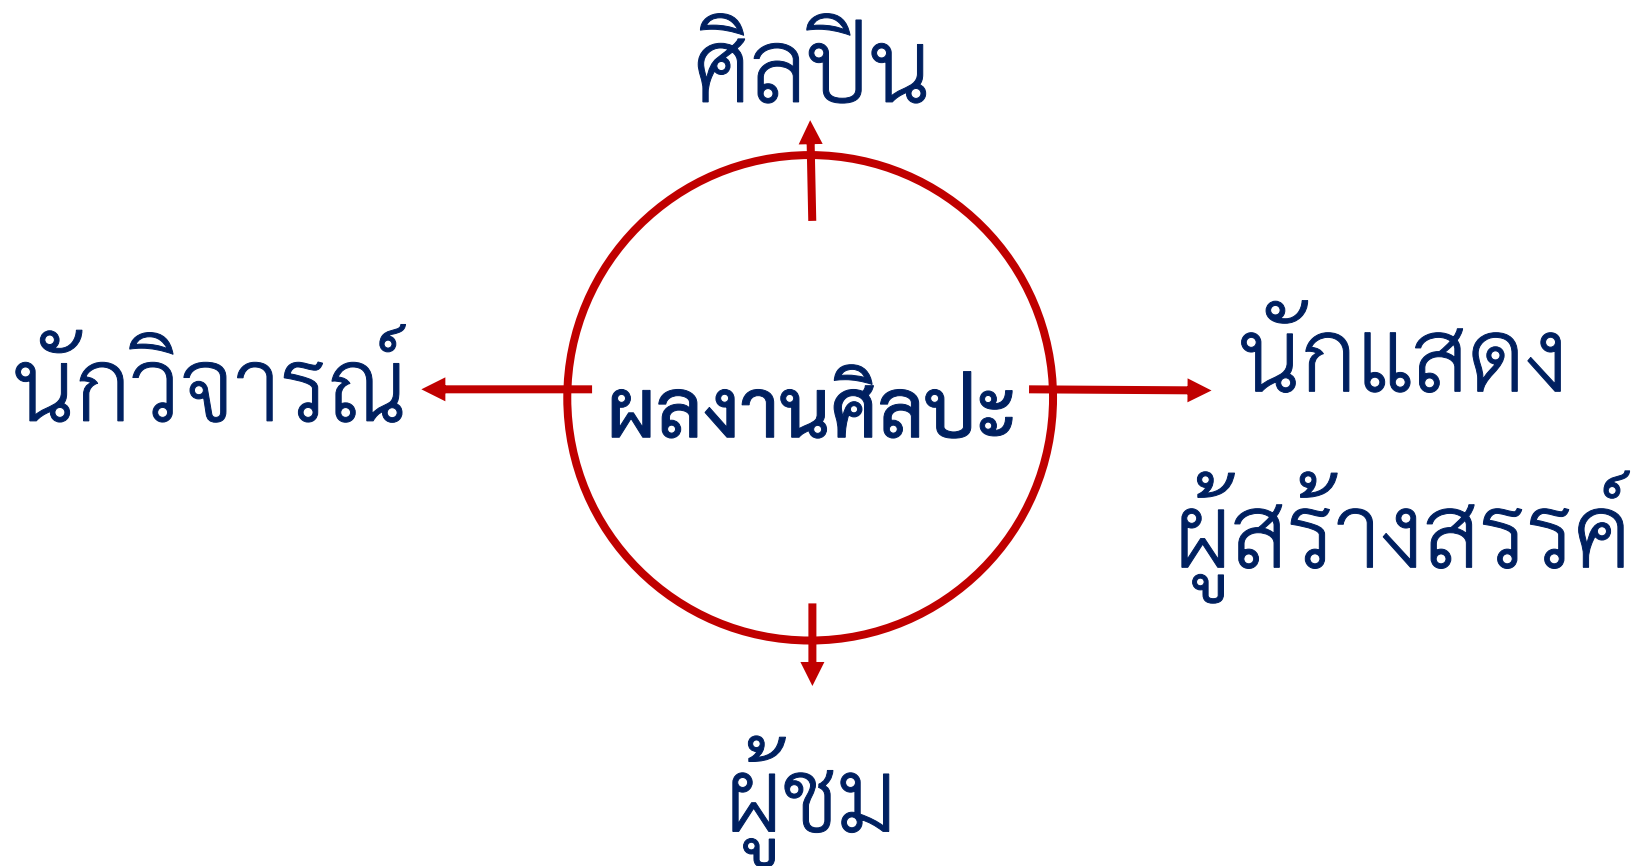 ศิลปิน
นักวิจารณ์
ผลงานศิลปะ
นักแสดง
ผู้สร้างสรรค์
ผู้ชม